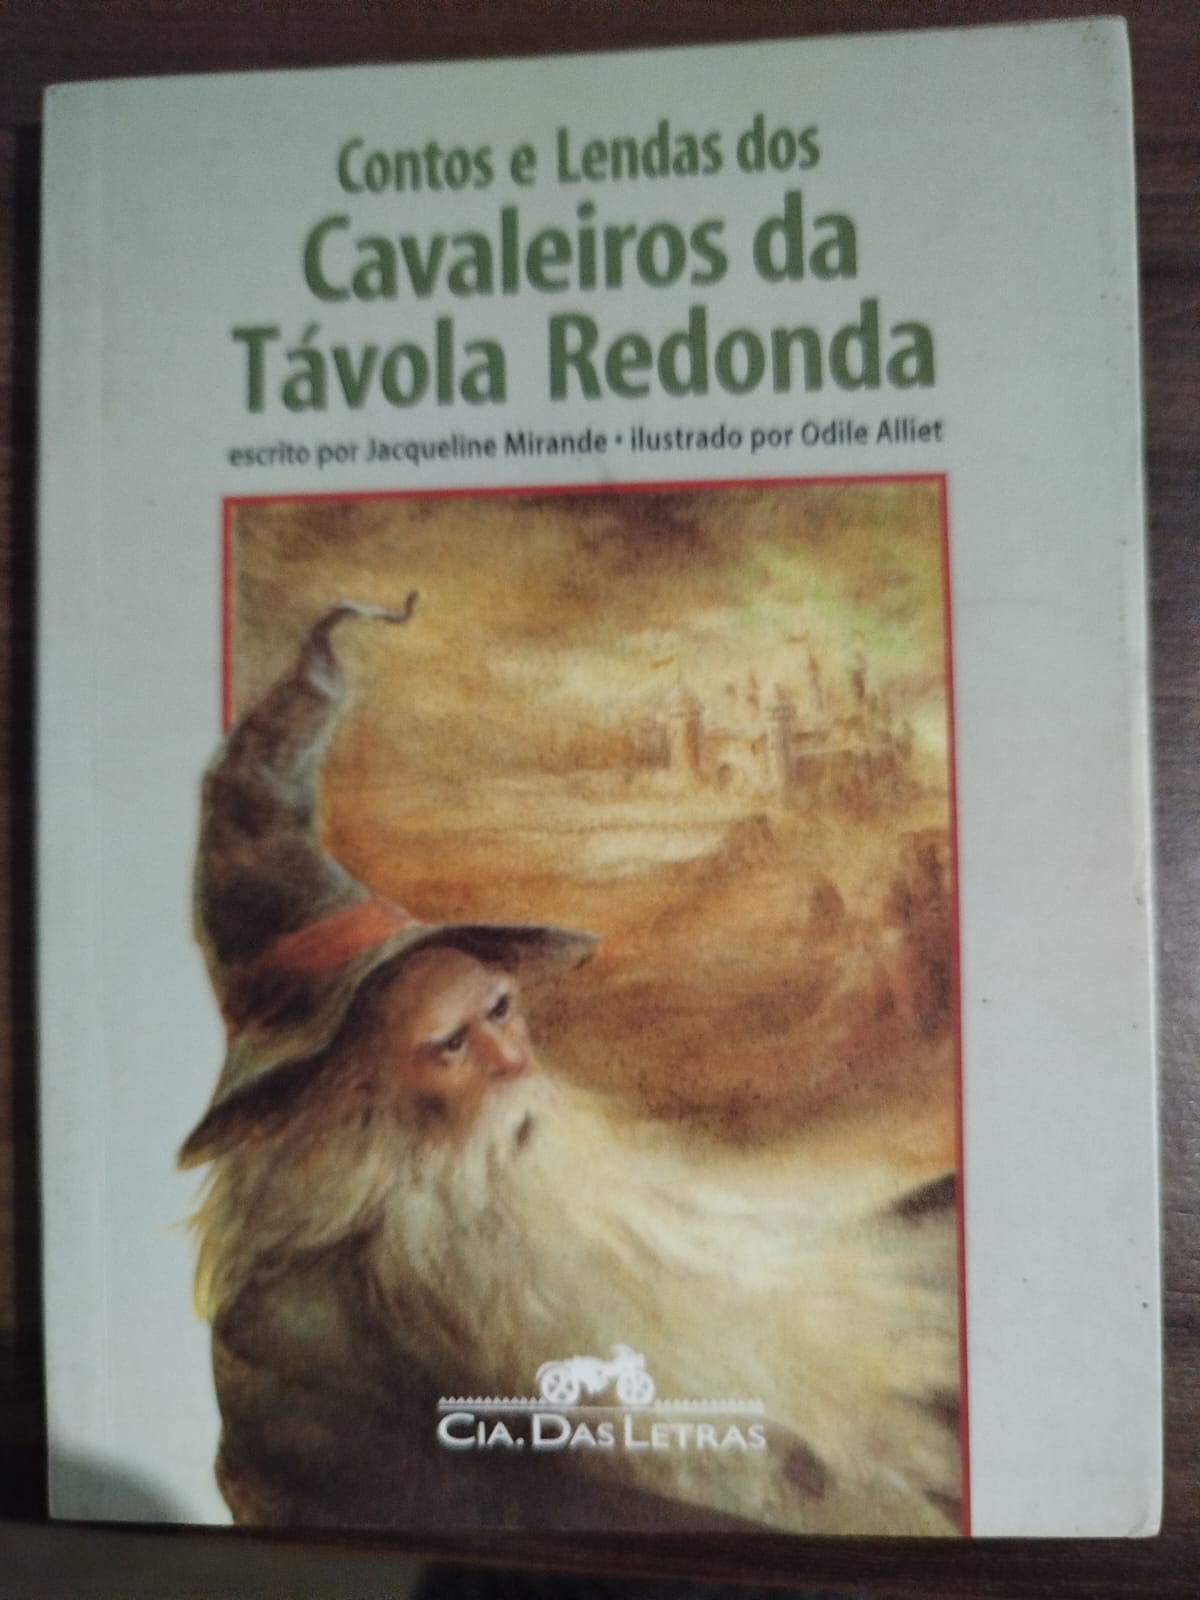 Contos e Lendas dos
Cavaleiros da
Távola Redonda
escrito por Jacqueline Mirande • ilustrado por Odile Alliet
CIA. DAS LETRAS